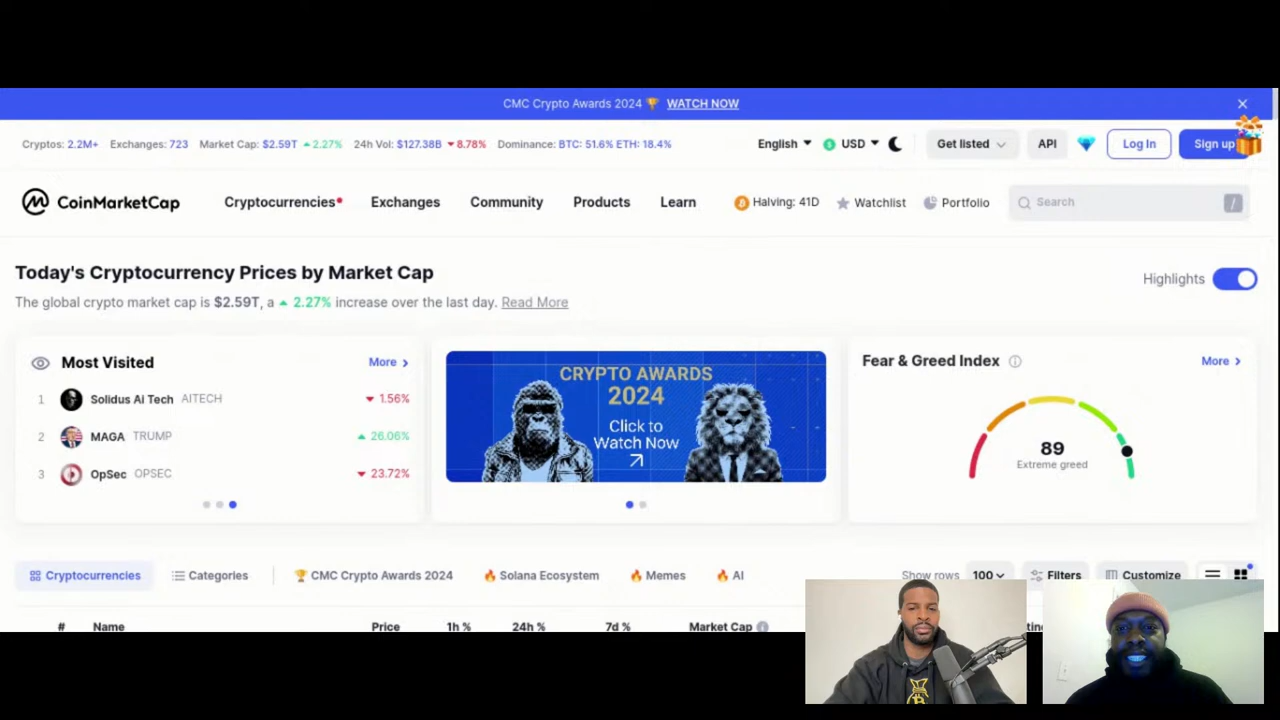 CMC Crypto Awards 2024 🏆 WATCH NOW
Cryptos: 2.2M+ Exchanges: 723 Market Cap: $2.59T 2.27% 24h Vol: $127.38B 8.78% Dominance: BTC: 51.6% ETH: 18.4% English USD Get listed API Log In Sign up
CoinMarketCap Cryptocurrencies Exchanges Community Products Learn Halving: 41D Watchlist Portfolio Search /
Today's Cryptocurrency Prices by Market Cap
Highlights
The global crypto market cap is $2.59T, a 2.27% increase over the last day. Read More
Most Visited More >
1 Solidus Ai Tech AITECH 1.56%
2 MAGA TRUMP 26.06%
3 OpSec OPSEC 23.72%
CRYPTO AWARDS
2024
Click to
Watch Now
Fear & Greed Index More >
89
Extreme greed
Cryptocurrencies Categories 🏆 CMC Crypto Awards 2024 🔥 Solana Ecosystem 🔥 Memes 🔥 AI Show rows 100 Filters Customize
# Name Price 1h % 24h % 7d % Market Cap